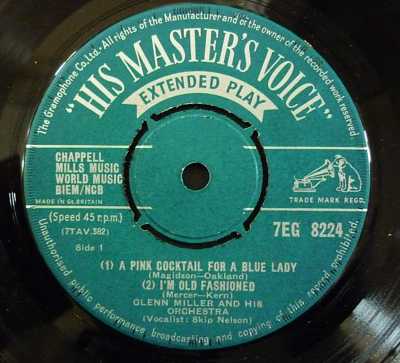 The Gramophone Co. Ltd. All rights of the Manufacturer and of the owner of the recorded work reserved.
"HIS MASTER'S VOICE"
EXTENDED PLAY
CHAPPELL
MILLS MUSIC
WORLD MUSIC
BIEM/NCB
MADE IN GT. BRITAIN
TRADE MARK REGD.
(Speed 45 r.p.m.)
7EG 8224
(7TAV.382)
Side 1
(1) A PINK COCKTAIL FOR A BLUE LADY
(Magidson-Oakland)
(2) I'M OLD FASHIONED
(Mercer-Kern)
GLENN MILLER AND HIS
ORCHESTRA
(Vocalist: Skip Nelson)
Unauthorised public performance broadcasting and copying of this record prohibited.